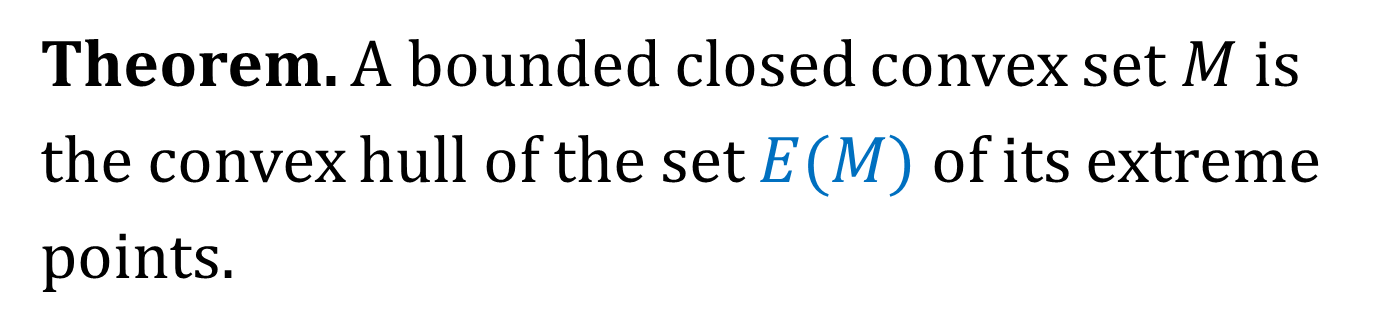 Theorem. A bounded closed convex set M is
the convex hull of the set E(M) of its extreme
points.